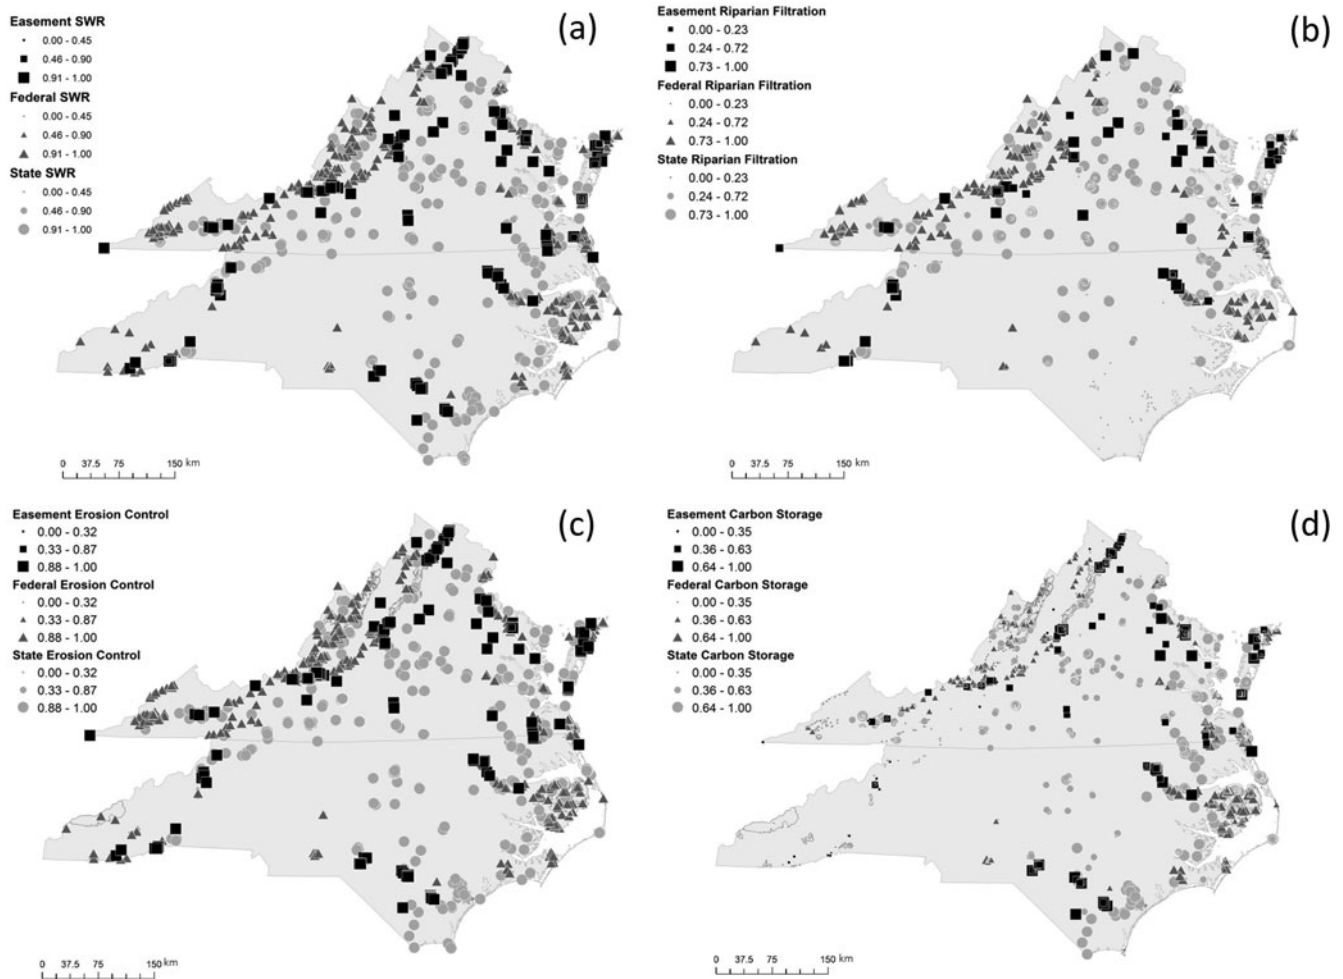 (a)
Easement SWR
0.00 - 0.45
0.46 - 0.90
0.91 - 1.00
Federal SWR
0.00 - 0.45
0.46 - 0.90
0.91 - 1.00
State SWR
0.00 - 0.45
0.46 - 0.90
0.91 - 1.00
0 37.5 75 150 km
(b)
Easement Riparian Filtration
0.00 - 0.23
0.24 - 0.72
0.73 - 1.00
Federal Riparian Filtration
0.00 - 0.23
0.24 - 0.72
0.73 - 1.00
State Riparian Filtration
0.00 - 0.23
0.24 - 0.72
0.73 - 1.00
0 37.5 75 150 km
(c)
Easement Erosion Control
0.00 - 0.32
0.33 - 0.87
0.88 - 1.00
Federal Erosion Control
0.00 - 0.32
0.33 - 0.87
0.88 - 1.00
State Erosion Control
0.00 - 0.32
0.33 - 0.87
0.88 - 1.00
0 37.5 75 150 km
(d)
Easement Carbon Storage
0.00 - 0.35
0.36 - 0.63
0.64 - 1.00
Federal Carbon Storage
0.00 - 0.35
0.36 - 0.63
0.64 - 1.00
State Carbon Storage
0.00 - 0.35
0.36 - 0.63
0.64 - 1.00
0 37.5 75 150 km